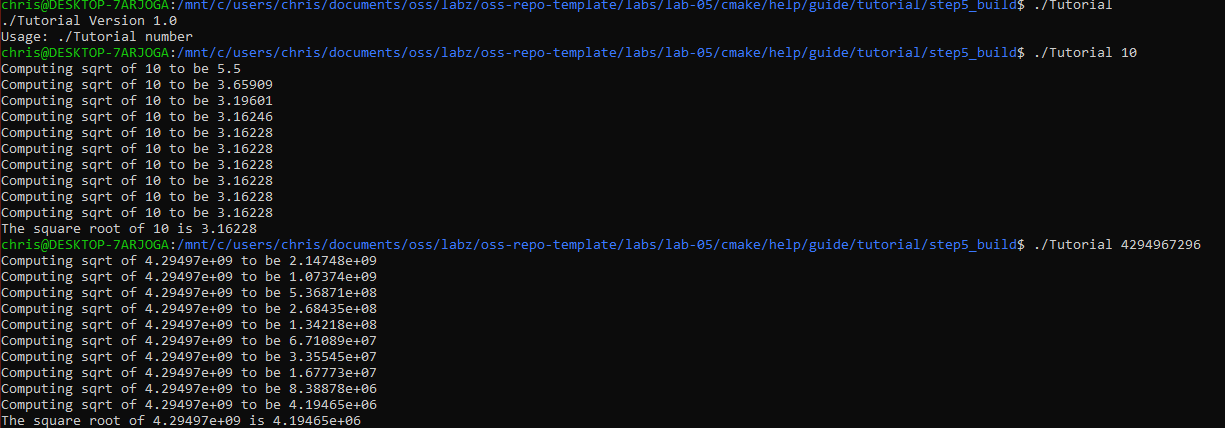 chris@DESKTOP-7ARJOGA:/mnt/c/users/chris/documents/oss/labz/oss-repo-template/labs/lab-05/cmake/help/guide/tutorial/step5_build$ ./Tutorial
./Tutorial Version 1.0
Usage: ./Tutorial number
chris@DESKTOP-7ARJOGA:/mnt/c/users/chris/documents/oss/labz/oss-repo-template/labs/lab-05/cmake/help/guide/tutorial/step5_build$ ./Tutorial 10
Computing sqrt of 10 to be 5.5
Computing sqrt of 10 to be 3.65909
Computing sqrt of 10 to be 3.19601
Computing sqrt of 10 to be 3.16246
Computing sqrt of 10 to be 3.16228
Computing sqrt of 10 to be 3.16228
Computing sqrt of 10 to be 3.16228
Computing sqrt of 10 to be 3.16228
Computing sqrt of 10 to be 3.16228
Computing sqrt of 10 to be 3.16228
The square root of 10 is 3.16228
chris@DESKTOP-7ARJOGA:/mnt/c/users/chris/documents/oss/labz/oss-repo-template/labs/lab-05/cmake/help/guide/tutorial/step5_build$ ./Tutorial 4294967296
Computing sqrt of 4.29497e+09 to be 2.14748e+09
Computing sqrt of 4.29497e+09 to be 1.07374e+09
Computing sqrt of 4.29497e+09 to be 5.36871e+08
Computing sqrt of 4.29497e+09 to be 2.68435e+08
Computing sqrt of 4.29497e+09 to be 1.34218e+08
Computing sqrt of 4.29497e+09 to be 6.71089e+07
Computing sqrt of 4.29497e+09 to be 3.35545e+07
Computing sqrt of 4.29497e+09 to be 1.67773e+07
Computing sqrt of 4.29497e+09 to be 8.38878e+06
Computing sqrt of 4.29497e+09 to be 4.19465e+06
The square root of 4.29497e+09 is 4.19465e+06